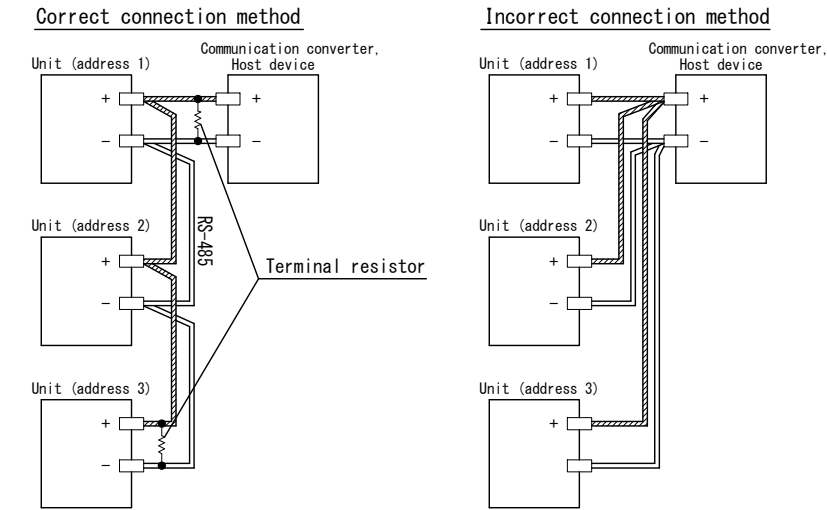 Correct connection method
Unit (address 1)
Communication converter,
Host device
+
+
−
−
Unit (address 2)
RS-485
+
−
Terminal resistor
Unit (address 3)
+
−
Incorrect connection method
Unit (address 1)
Communication converter,
Host device
+
+
−
−
Unit (address 2)
+
−
Unit (address 3)
+
−